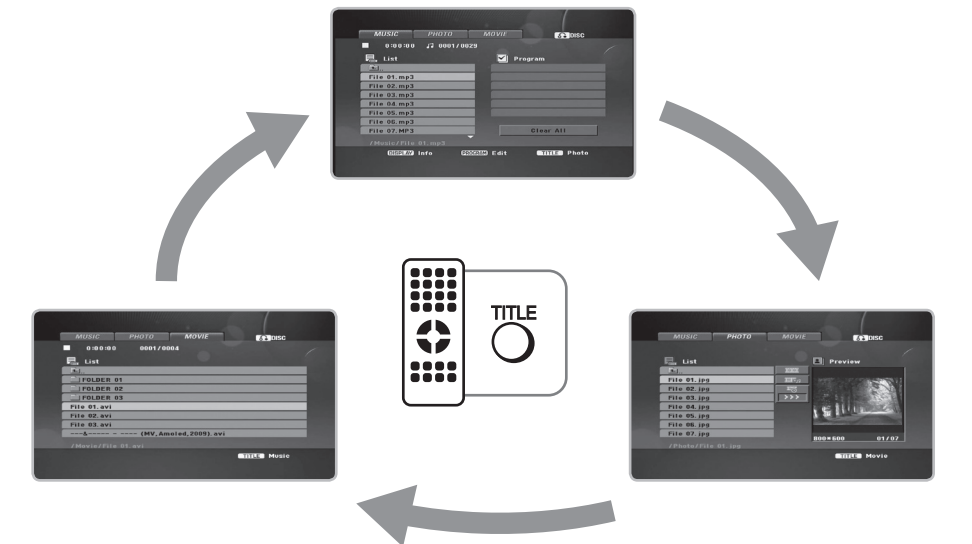 MUSIC PHOTO MOVIE DISC
0:00:00 0001/0029
List Program
File 01.mp3
File 02.mp3
File 03.mp3
File 04.mp3
File 05.mp3
File 06.mp3
File 07.MP3
Clear All
/Music/File 01.mp3
DISPLAY Info PROGRAM Edit TITLE Photo
TITLE
MUSIC PHOTO MOVIE DISC
0:00:00 0001/0004
List
FOLDER 01
FOLDER 02
FOLDER 03
File 01.avi
File 02.avi
File 03.avi
---&----- - ---- (MV, Amoled,2009).avi
/Movie/File 01.avi
TITLE Music
MUSIC PHOTO MOVIE DISC
List Preview
File 01.jpg
File 02.jpg
File 03.jpg
File 04.jpg
File 05.jpg
File 06.jpg
File 07.jpg
>>>
800*600 01/07
/Photo/File 01.jpg
TITLE Movie